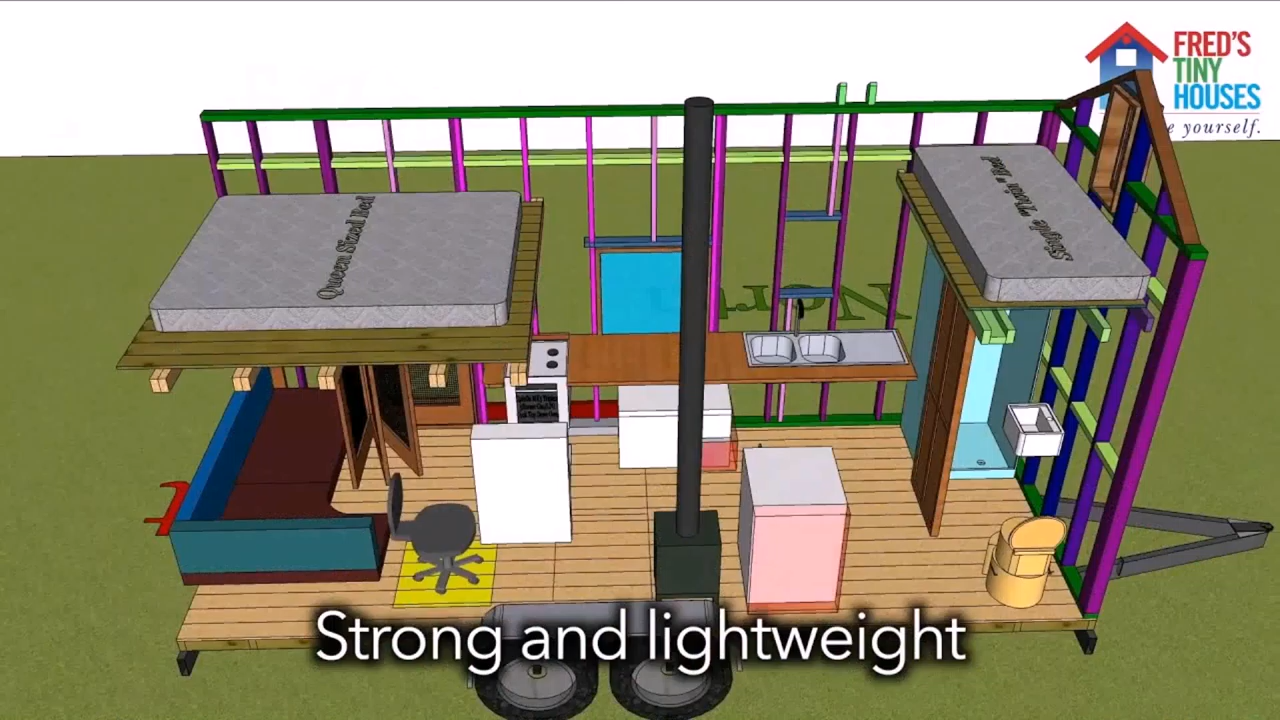 FRED'S
TINY
HOUSES
e yourself.
Queen Sized Bed
Single "Twin" Bed
Strong and lightweight